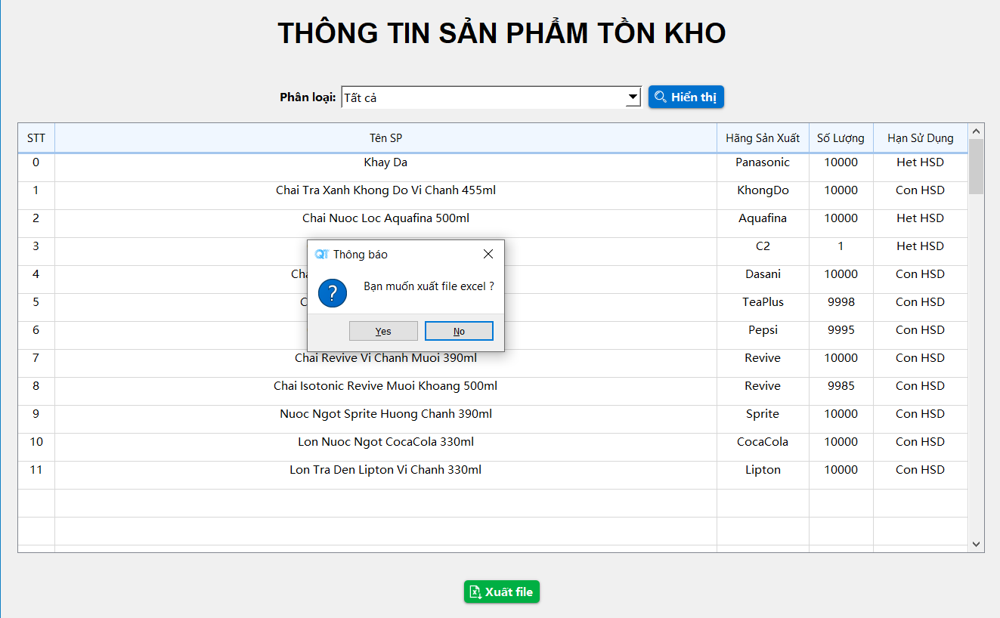 THÔNG TIN SẢN PHẨM TỒN KHO
Phân loại: Tất cả Hiển thị
STT Tên SP Hãng Sản Xuất Số Lượng Hạn Sử Dụng
0 Khay Da Panasonic 10000 Het HSD
1 Chai Tra Xanh Khong Do Vi Chanh 455ml KhongDo 10000 Con HSD
2 Chai Nuoc Loc Aquafina 500ml Aquafina 10000 Het HSD
3 C2 1 Het HSD
4 Dasani 10000 Con HSD
5 TeaPlus 9998 Con HSD
6 Pepsi 9995 Con HSD
7 Chai Revive Vi Chanh Muoi 390ml Revive 10000 Con HSD
8 Chai Isotonic Revive Muoi Khoang 500ml Revive 9985 Con HSD
9 Nuoc Ngot Sprite Huong Chanh 390ml Sprite 10000 Con HSD
10 Lon Nuoc Ngot CocaCola 330ml CocaCola 10000 Con HSD
11 Lon Tra Den Lipton Vi Chanh 330ml Lipton 10000 Con HSD
QT Thông báo
Bạn muốn xuất file excel ?
Yes No
Xuất file